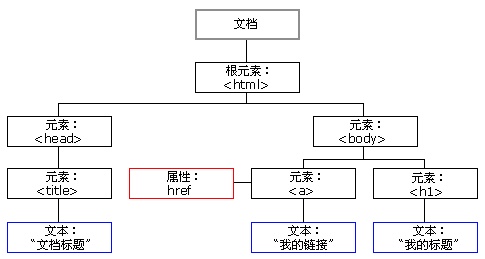 文档
根元素：
<html>
元素：
<head>
元素：
<body>
元素：
<title>
属性：
href
元素：
<a>
元素：
<h1>
文本：
“文档标题”
文本：
“我的链接”
文本：
“我的标题”